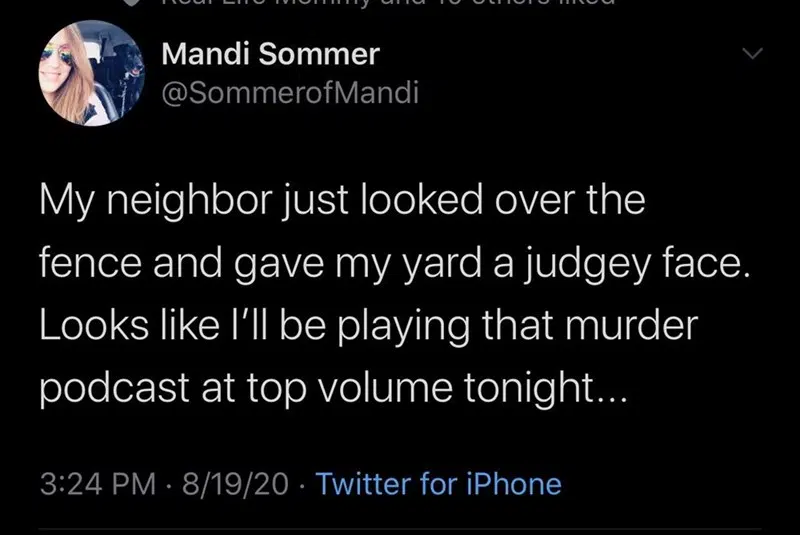 Mandi Sommer
@SommerofMandi
My neighbor just looked over the
fence and gave my yard a judgey face.
Looks like I’ll be playing that murder
podcast at top volume tonight...
3:24 PM · 8/19/20 · Twitter for iPhone